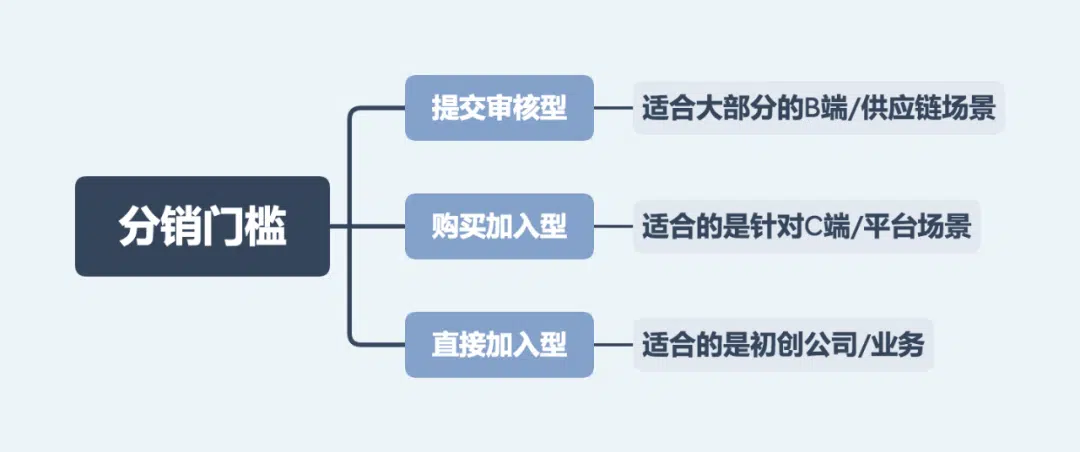 分销门槛
提交审核型
适合大部分的B端/供应链场景
购买加入型
适合的是针对C端/平台场景
直接加入型
适合的是初创公司/业务